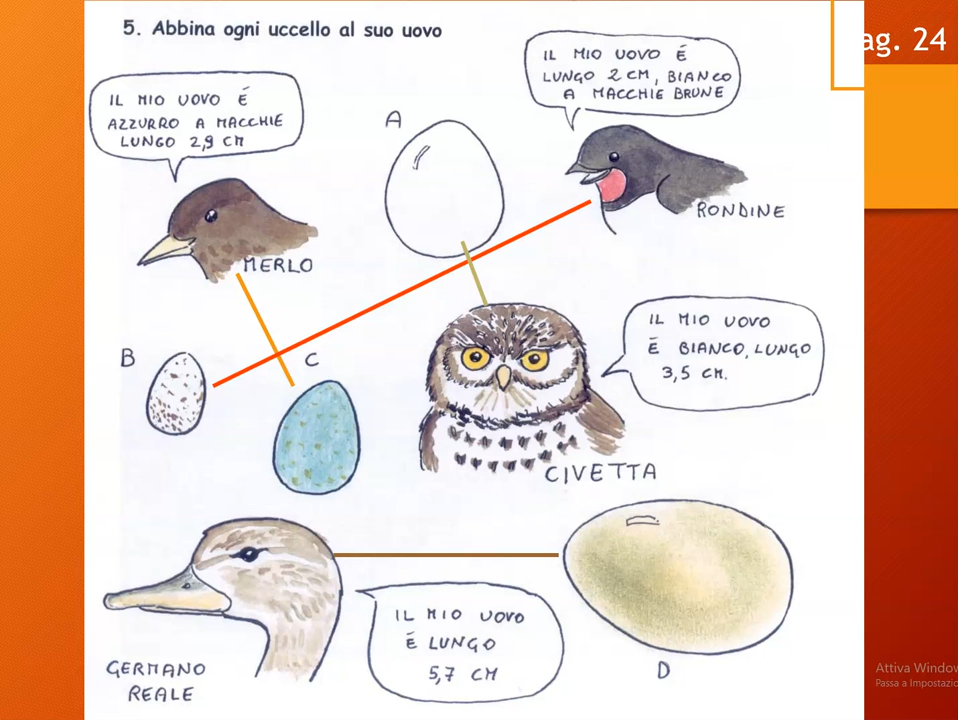 5. Abbina ogni uccello al suo uovo
ag. 24
IL MIO UOVO É
LUNGO 2 CM, BIANCO
A MACCHIE BRUNE
IL MIO UOVO É
AZZURRO A MACCHIE
LUNGO 2,9 CM
A
RONDINE
MERLO
B
C
IL MIO UOVO
É BIANCO, LUNGO
3,5 CM.
CIVETTA
IL MIO UOVO
É LUNGO
5,7 CM
GERMANO
REALE
D
Attiva Window
Passa a Impostazio